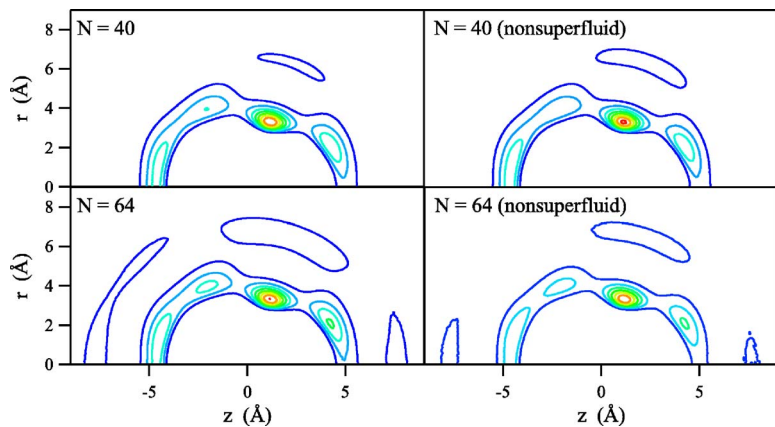 N = 40
N = 40 (nonsuperfluid)
8
6
4
2
0
r (Å)
N = 64
N = 64 (nonsuperfluid)
8
6
4
2
0
r (Å)
-5
0
5
-5
0
5
z (Å)
z (Å)